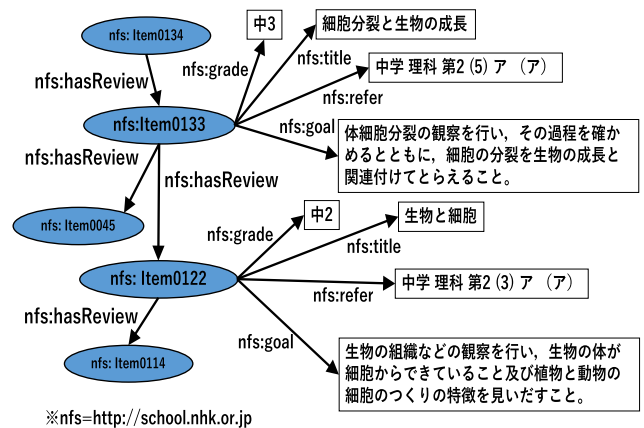 nfs: Item0134
中3
細胞分裂と生物の成長
nfs:hasReview
nfs:grade
nfs:title
中学 理科 第2 (5) ア （ア）
nfs:refer
nfs:Item0133
nfs:goal
体細胞分裂の観察を行い，その過程を確か
めるとともに，細胞の分裂を生物の成長と
関連付けてとらえること。
nfs:hasReview
nfs:hasReview
nfs: Item0045
中2
生物と細胞
nfs:grade
nfs:title
nfs: Item0122
中学 理科 第2 (3) ア （ア）
nfs:refer
nfs:hasReview
nfs:goal
生物の組織などの観察を行い，生物の体が
細胞からできていること及び植物と動物の
細胞のつくりの特徴を見いだすこと。
nfs: Item0114
※nfs=http://school.nhk.or.jp